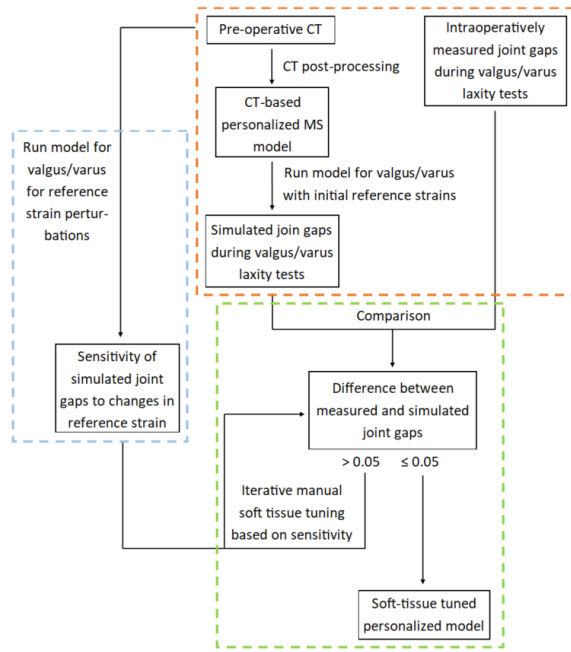 Pre-operative CT
Intraoperatively
measured joint gaps
during valgus/varus
laxity tests
CT post-processing
CT-based
personalized MS
model
Run model for
valgus/varus
for reference
strain pertur-
bations
Run model for valgus/varus
with initial reference strains
Simulated join gaps
during valgus/varus
laxity tests
Comparison
Sensitivity of
simulated joint
gaps to changes in
reference strain
Difference between
measured and simulated
joint gaps
> 0.05 ≤ 0.05
Iterative manual
soft tissue tuning
based on sensitivity
Soft-tissue tuned
personalized model